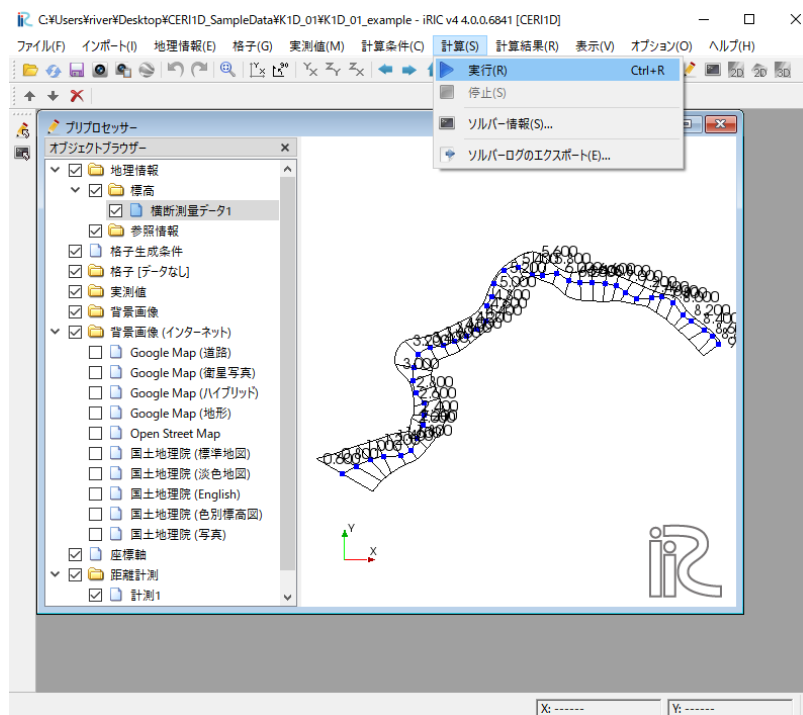 C:¥Users¥river¥Desktop¥CERI1D_SampleData¥K1D_01¥K1D_01_example - iRIC v4 4.0.0.6841 [CERI1D]
ファイル(F) インポート(I) 地理情報(E) 格子(G) 実測値(M) 計算条件(C) 計算(S) 計算結果(R) 表示(V) オプション(O) ヘルプ(H)
実行(R) Ctrl+R
停止(S)
ソルバー情報(S)...
ソルバーログのエクスポート(E)...
プリプロセッサー
オブジェクトブラウザー
地理情報
標高
横断測量データ1
参照情報
格子生成条件
格子 [データなし]
実測値
背景画像
背景画像 (インターネット)
Google Map (道路)
Google Map (衛星写真)
Google Map (ハイブリッド)
Google Map (地形)
Open Street Map
国土地理院 (標準地図)
国土地理院 (淡色地図)
国土地理院 (English)
国土地理院 (色別標高図)
国土地理院 (写真)
座標軸
距離計測
計測1
5.600
5.000
3.000
2.800
Y
X
iRIC
X: ------
Y: ------